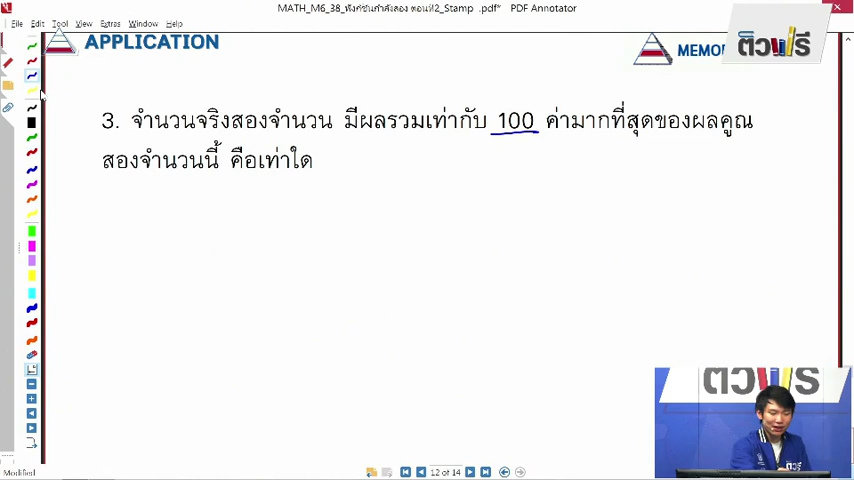 MATH_M6_38_ฟังก์ชันกำลังสอง ตอนที่2_Stamp .pdf* PDF Annotator
File Edit Tool View Extras Window Help
APPLICATION
ติวฟรี
3. จำนวนจริงสองจำนวน มีผลรวมเท่ากับ 100 ค่ามากที่สุดของผลคูณ
สองจำนวนนี้ คือเท่าใด
ติวฟรี
Modified
12 of 14